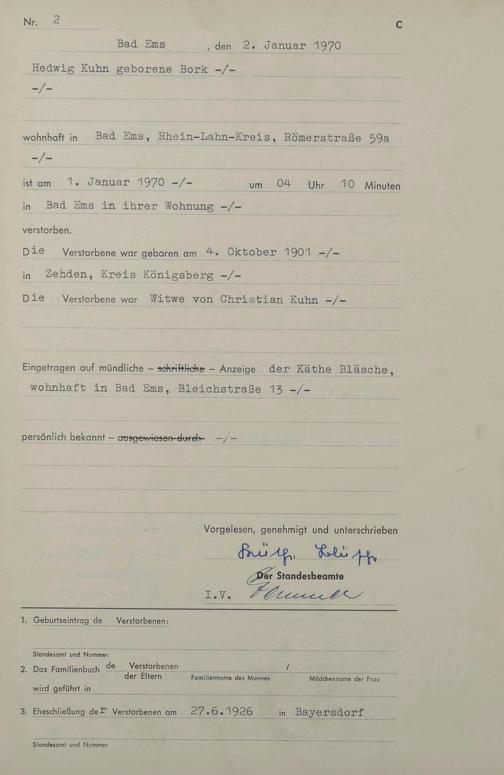 Nr. 2 C
Bad Ems , den 2. Januar 1970
Hedwig Kuhn geborene Bork -/-
-/-
wohnhaft in Bad Ems, Rhein-Lahn-Kreis, Römerstraße 59a
-/-
ist am 1. Januar 1970 -/- um 04 Uhr 10 Minuten
in Bad Ems in ihrer Wohnung -/-
verstorben.
Die Verstorbene war geboren am 4. Oktober 1901 -/-
in Zehden, Kreis Königsberg -/-
Die Verstorbene war Witwe von Christian Kuhn -/-
Eingetragen auf mündliche – schriftliche – Anzeige der Käthe Bläsche,
wohnhaft in Bad Ems, Bleichstraße 13 -/-
persönlich bekannt – ausgewiesen durch -/-
Vorgelesen, genehmigt und unterschrieben
Käthe Bläsche
Der Standesbeamte
I.V.
1. Geburtseintrag de Verstorbenen:
Standesamt und Nummer
2. Das Familienbuch de Verstorbenen /
der Eltern Familienname des Mannes Mädchenname der Frau
wird geführt in
3. Eheschließung der Verstorbenen am 27.6.1926 in Bayersdorf
Standesamt und Nummer